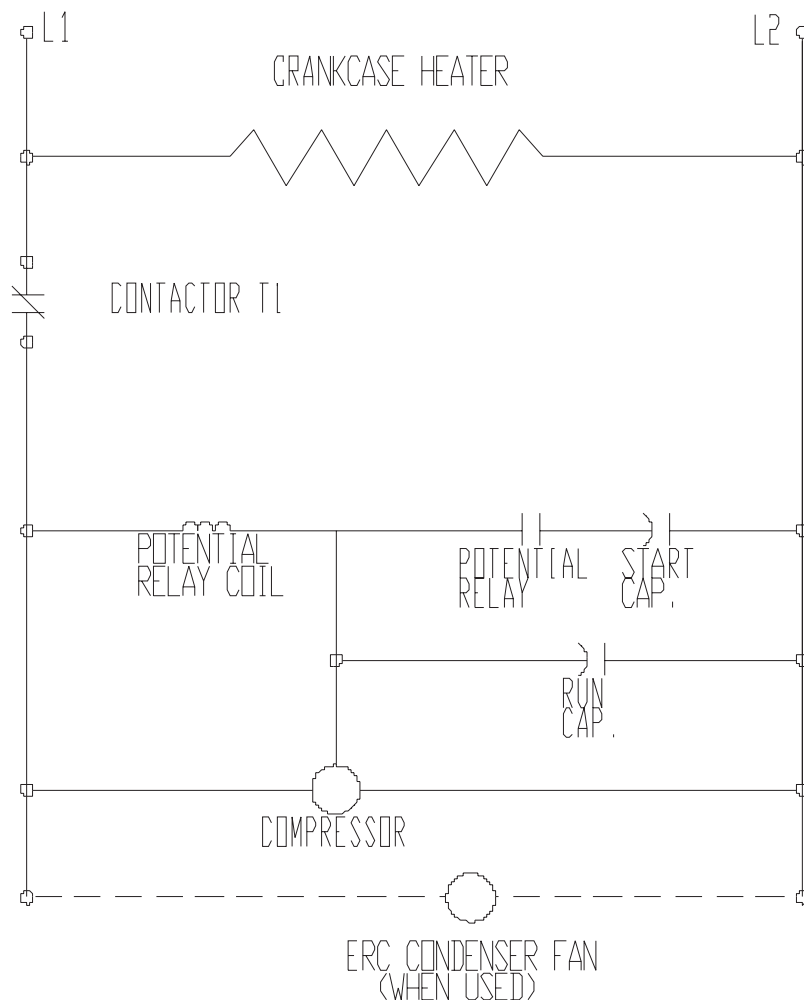 L1
L2
CRANKCASE HEATER
CONTACTOR T1
POTENTIAL
RELAY COIL
POTENTIAL
RELAY
START
CAP.
RUN
CAP.
COMPRESSOR
ERC CONDENSER FAN
(WHEN USED)